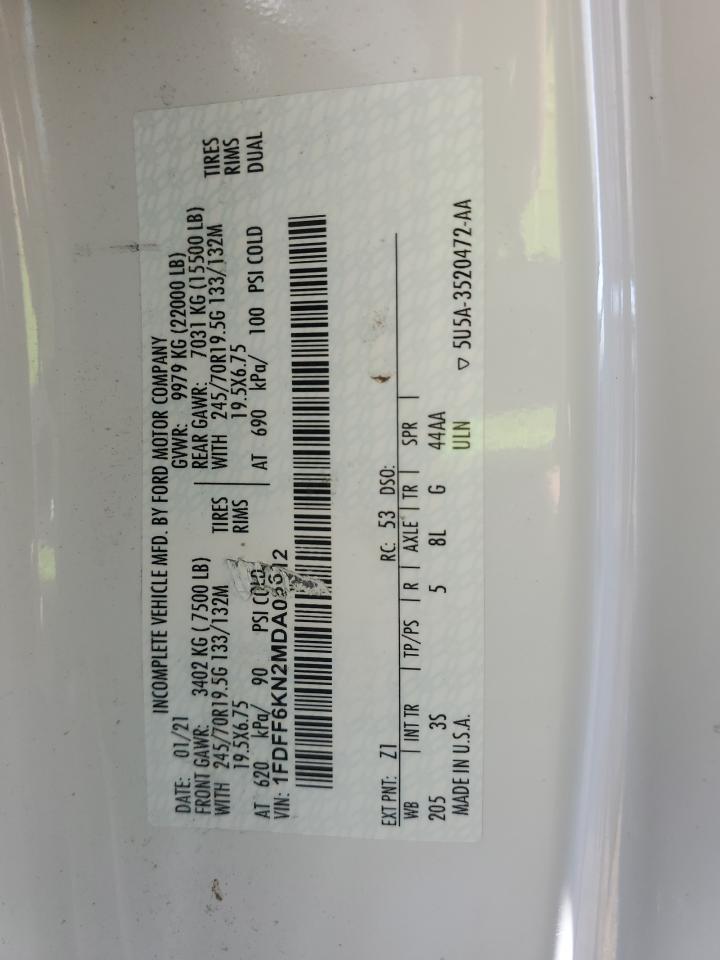 INCOMPLETE VEHICLE MFD. BY FORD MOTOR COMPANY
DATE: 01/21 GVWR: 9979 KG (22000 LB)
FRONT GAWR: 3402 KG ( 7500 LB) REAR GAWR: 7031 KG (15500 LB)
WITH 245/70R19.5G 133/132M TIRES WITH 245/70R19.5G 133/132M TIRES
19.5X6.75 RIMS 19.5X6.75 RIMS
AT 620 kPa/ 90 PSI COLD AT 690 kPa/ 100 PSI COLD DUAL
VIN:
EXT PNT: Z1 RC: 53 DSO:
WB INT TR TP/PS R AXLE TR SPR
205 3S 5 8L G 44AA
MADE IN U.S.A. ULN
▽ 5U5A-3520472-AA